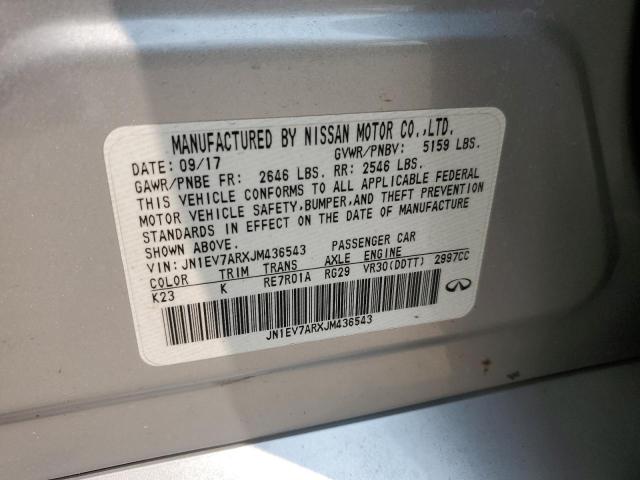 MANUFACTURED BY NISSAN MOTOR CO.,LTD.
DATE: 09/17 GVWR/PNBV: 5159 LBS.
GAWR/PNBE FR: 2646 LBS. RR: 2546 LBS.
THIS VEHICLE CONFORMS TO ALL APPLICABLE FEDERAL
MOTOR VEHICLE SAFETY,BUMPER,AND THEFT PREVENTION
STANDARDS IN EFFECT ON THE DATE OF MANUFACTURE
SHOWN ABOVE.
VIN: JN1EV7ARXJM436543 PASSENGER CAR
COLOR TRIM TRANS AXLE ENGINE
K23 K RE7R01A RG29 VR30(DDTT) 2997CC
JN1EV7ARXJM436543